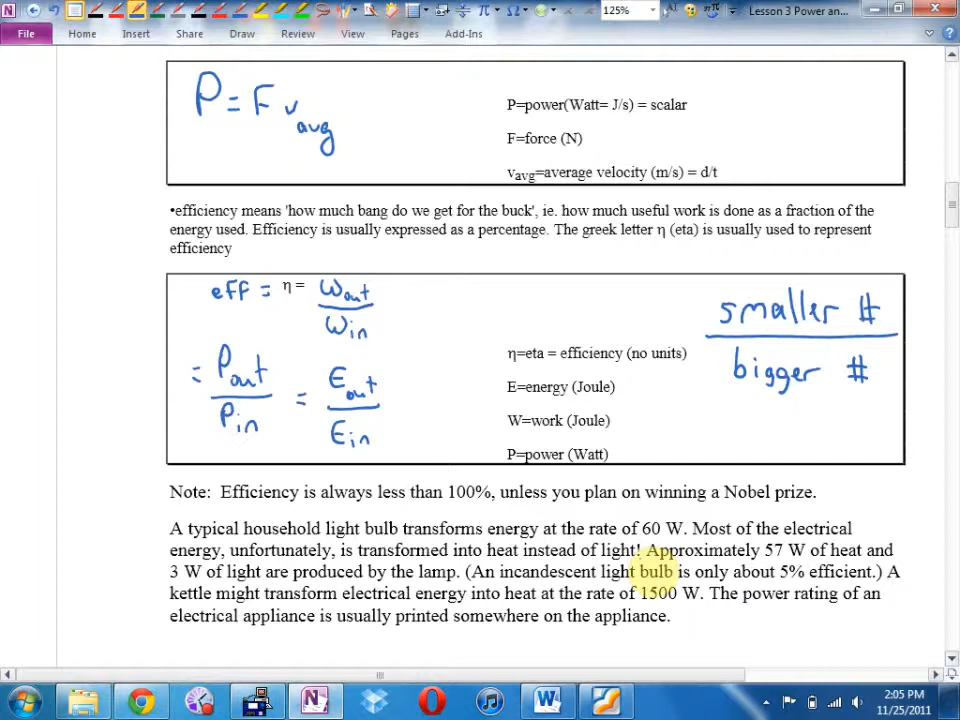 125%
Lesson 3 Power an...
File Home Insert Share Draw Review View Pages Add-Ins
P = F v avg
P=power(Watt= J/s) = scalar
F=force (N)
vavg=average velocity (m/s) = d/t
•efficiency means 'how much bang do we get for the buck', ie. how much useful work is done as a fraction of the
energy used. Efficiency is usually expressed as a percentage. The greek letter η (eta) is usually used to represent
efficiency
eff = η = Wout
Win
= Pout
Pin
= Eout
Ein
smaller #
bigger #
η=eta = efficiency (no units)
E=energy (Joule)
W=work (Joule)
P=power (Watt)
Note: Efficiency is always less than 100%, unless you plan on winning a Nobel prize.
A typical household light bulb transforms energy at the rate of 60 W. Most of the electrical
energy, unfortunately, is transformed into heat instead of light! Approximately 57 W of heat and
3 W of light are produced by the lamp. (An incandescent light bulb is only about 5% efficient.) A
kettle might transform electrical energy into heat at the rate of 1500 W. The power rating of an
electrical appliance is usually printed somewhere on the appliance.
2:05 PM
11/25/2011